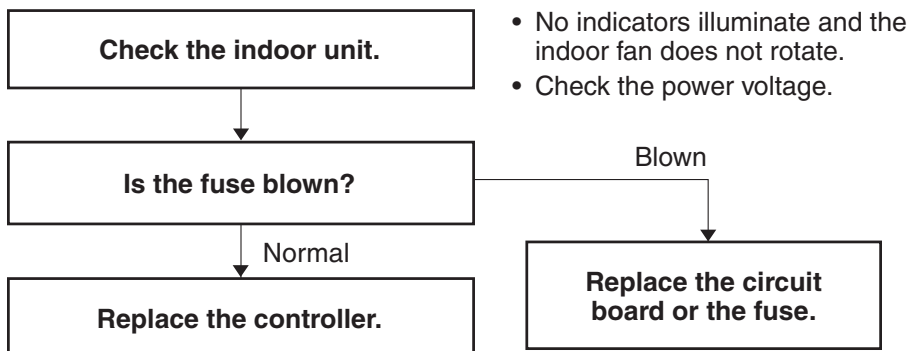 Check the indoor unit.
• No indicators illuminate and the
indoor fan does not rotate.
• Check the power voltage.
Is the fuse blown?
Blown
Normal
Replace the circuit
board or the fuse.
Replace the controller.